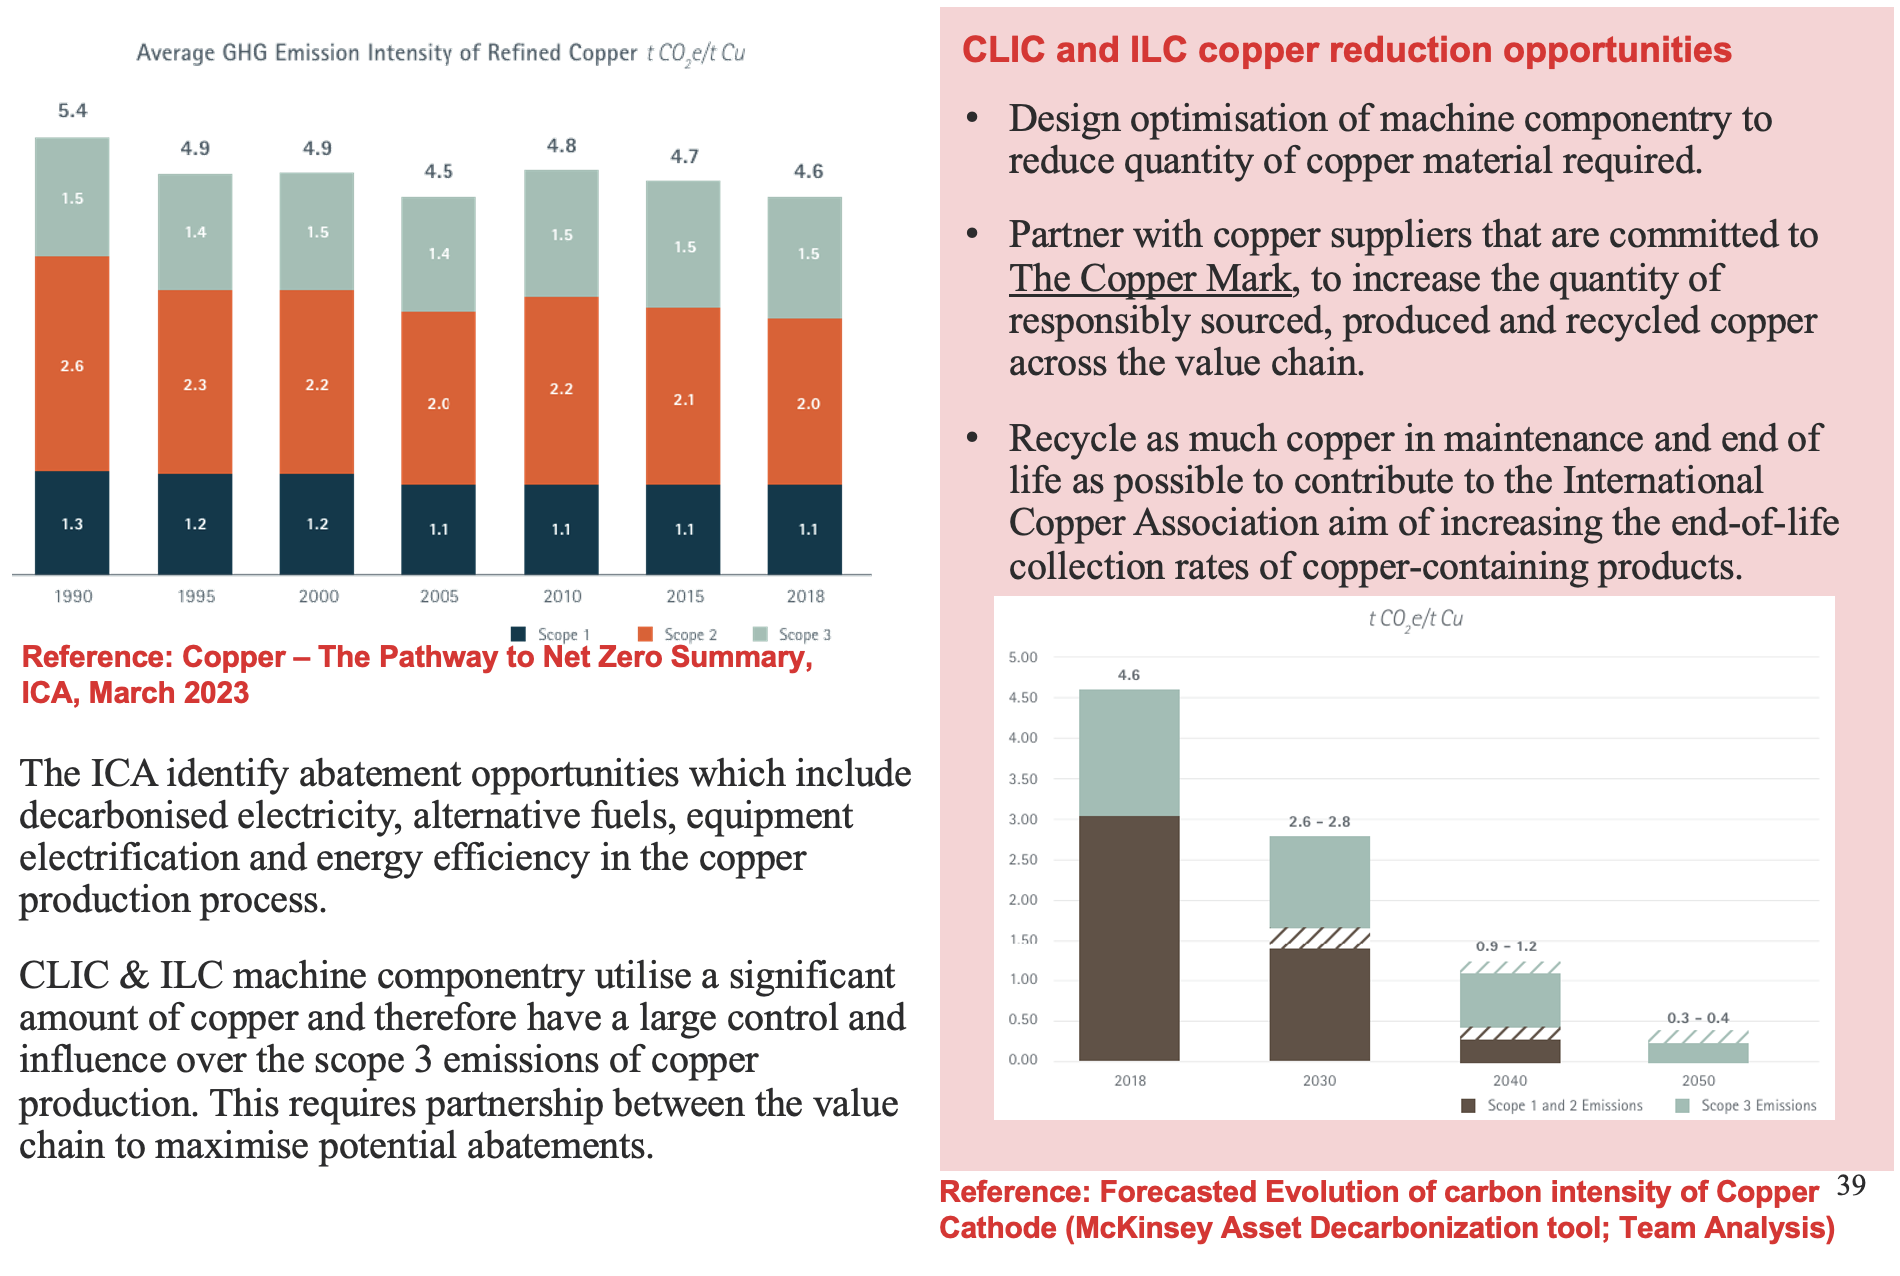 Average GHG Emission Intensity of Refined Copper t CO2e/t Cu
5.4
4.9
4.9
4.5
4.8
4.7
4.6
1.5
1.4
1.5
1.4
1.5
1.5
1.5
2.6
2.3
2.2
2.0
2.2
2.1
2.0
1.3
1.2
1.2
1.1
1.1
1.1
1.1
1990
1995
2000
2005
2010
2015
2018
Scope 1
Scope 2
Scope 3
Reference: Copper – The Pathway to Net Zero Summary,
ICA, March 2023
The ICA identify abatement opportunities which include
decarbonised electricity, alternative fuels, equipment
electrification and energy efficiency in the copper
production process.
CLIC & ILC machine componentry utilise a significant
amount of copper and therefore have a large control and
influence over the scope 3 emissions of copper
production. This requires partnership between the value
chain to maximise potential abatements.
CLIC and ILC copper reduction opportunities
• Design optimisation of machine componentry to
reduce quantity of copper material required.
• Partner with copper suppliers that are committed to
The Copper Mark, to increase the quantity of
responsibly sourced, produced and recycled copper
across the value chain.
• Recycle as much copper in maintenance and end of
life as possible to contribute to the International
Copper Association aim of increasing the end-of-life
collection rates of copper-containing products.
t CO2e/t Cu
5.00
4.50
4.00
3.50
3.00
2.50
2.00
1.50
1.00
0.50
0.00
4.6
2.6 – 2.8
0.9 – 1.2
0.3 – 0.4
2018
2030
2040
2050
Scope 1 and 2 Emissions
Scope 3 Emissions
Reference: Forecasted Evolution of carbon intensity of Copper
Cathode (McKinsey Asset Decarbonization tool; Team Analysis)
39